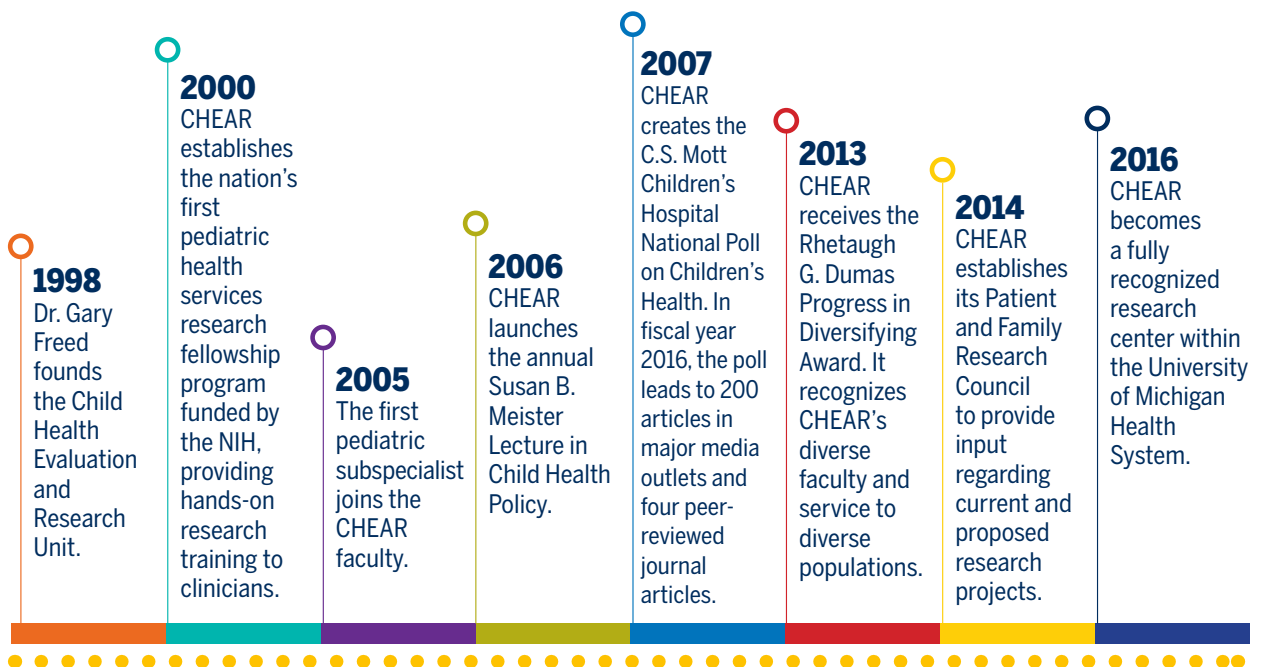 1998
Dr. Gary
Freed
founds
the Child
Health
Evaluation
and
Research
Unit.
2000
CHEAR
establishes
the nation's
first
pediatric
health
services
research
fellowship
program
funded by
the NIH,
providing
hands-on
research
training to
clinicians.
2005
The first
pediatric
subspecialist
joins the
CHEAR
faculty.
2006
CHEAR
launches
the annual
Susan B.
Meister
Lecture in
Child Health
Policy.
2007
CHEAR
creates the
C.S. Mott
Children's
Hospital
National Poll
on Children's
Health. In
fiscal year
2016, the poll
leads to 200
articles in
major media
outlets and
four peer-
reviewed
journal
articles.
2013
CHEAR
receives the
Rhetaugh
G. Dumas
Progress in
Diversifying
Award. It
recognizes
CHEAR's
diverse
faculty and
service to
diverse
populations.
2014
CHEAR
establishes
its Patient
and Family
Research
Council
to provide
input
regarding
current and
proposed
research
projects.
2016
CHEAR
becomes
a fully
recognized
research
center within
the University
of Michigan
Health
System.